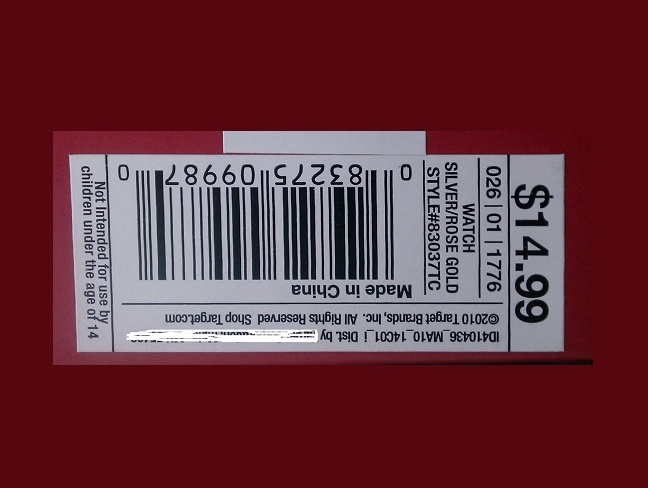 $14.99
026 | 01 | 1776
WATCH
SILVER/ROSE GOLD
STYLE#83037TC
0 83275 09987 0
Made in China
Not Intended for use by
children under the age of 14
©2010 Target Brands, Inc. All Rights Reserved Shop Target.com
ID410436_MA10_14C01_i Dist. by